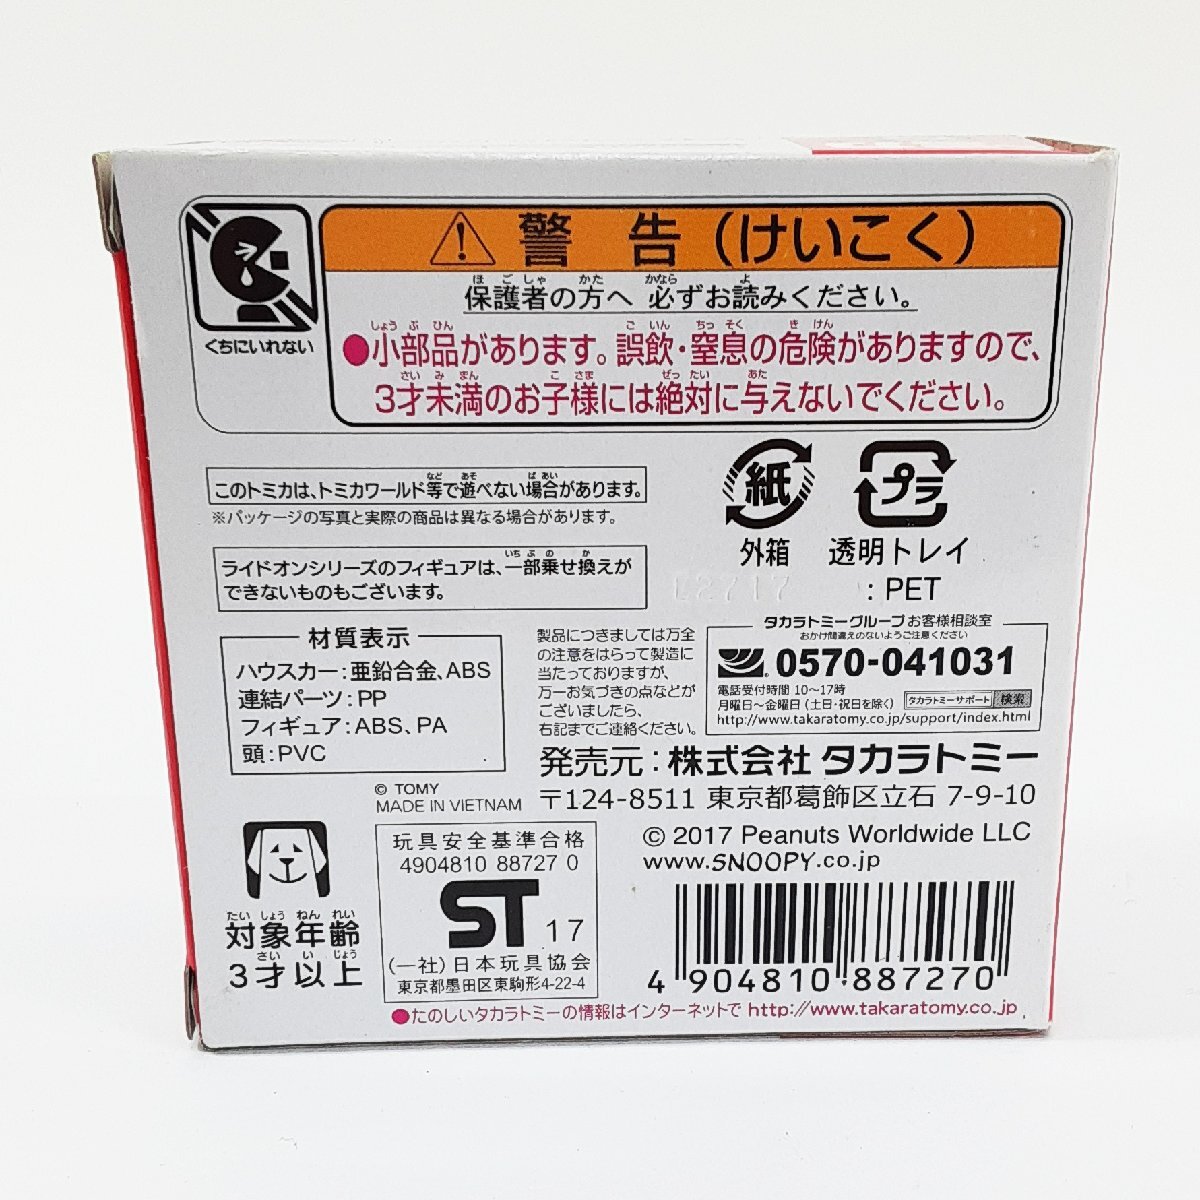 警告(けいこく)
保護者の方へ 必ずお読みください。
くちにいれない
●小部品があります。誤飲・窒息の危険がありますので、
3才未満のお子様には絶対に与えないでください。
このトミカは、トミカワールド等で遊べない場合があります。
※パッケージの写真と実際の商品は異なる場合があります。
ライドオンシリーズのフィギュアは、一部乗せ換えが
できないものもございます。
紙
外箱
プラ
透明トレイ
: PET
材質表示
ハウスカー:亜鉛合金、ABS
連結パーツ:PP
フィギュア:ABS、PA
頭:PVC
製品につきましては万全
の注意をはらって製造に
当たっておりますが、
万一お気づきの点などが
ございましたら、
右記までご連絡ください。
タカラトミーグループ お客様相談室
おかけ間違えのないようご注意ください
0570-041031
電話受付時間 10〜17時
月曜日〜金曜日(土日・祝日を除く) タカラトミーサポート 検索
http://www.takaratomy.co.jp/support/index.html
発売元:株式会社 タカラトミー
〒124-8511 東京都葛飾区立石 7-9-10
© TOMY
MADE IN VIETNAM
© 2017 Peanuts Worldwide LLC
www.SNOOPY.co.jp
対象年齢
3才以上
玩具安全基準合格
4904810 88727 0
ST 17
(一社)日本玩具協会
東京都墨田区東駒形4-22-4
4 904810 887270
●たのしいタカラトミーの情報はインターネットで http://www.takaratomy.co.jp